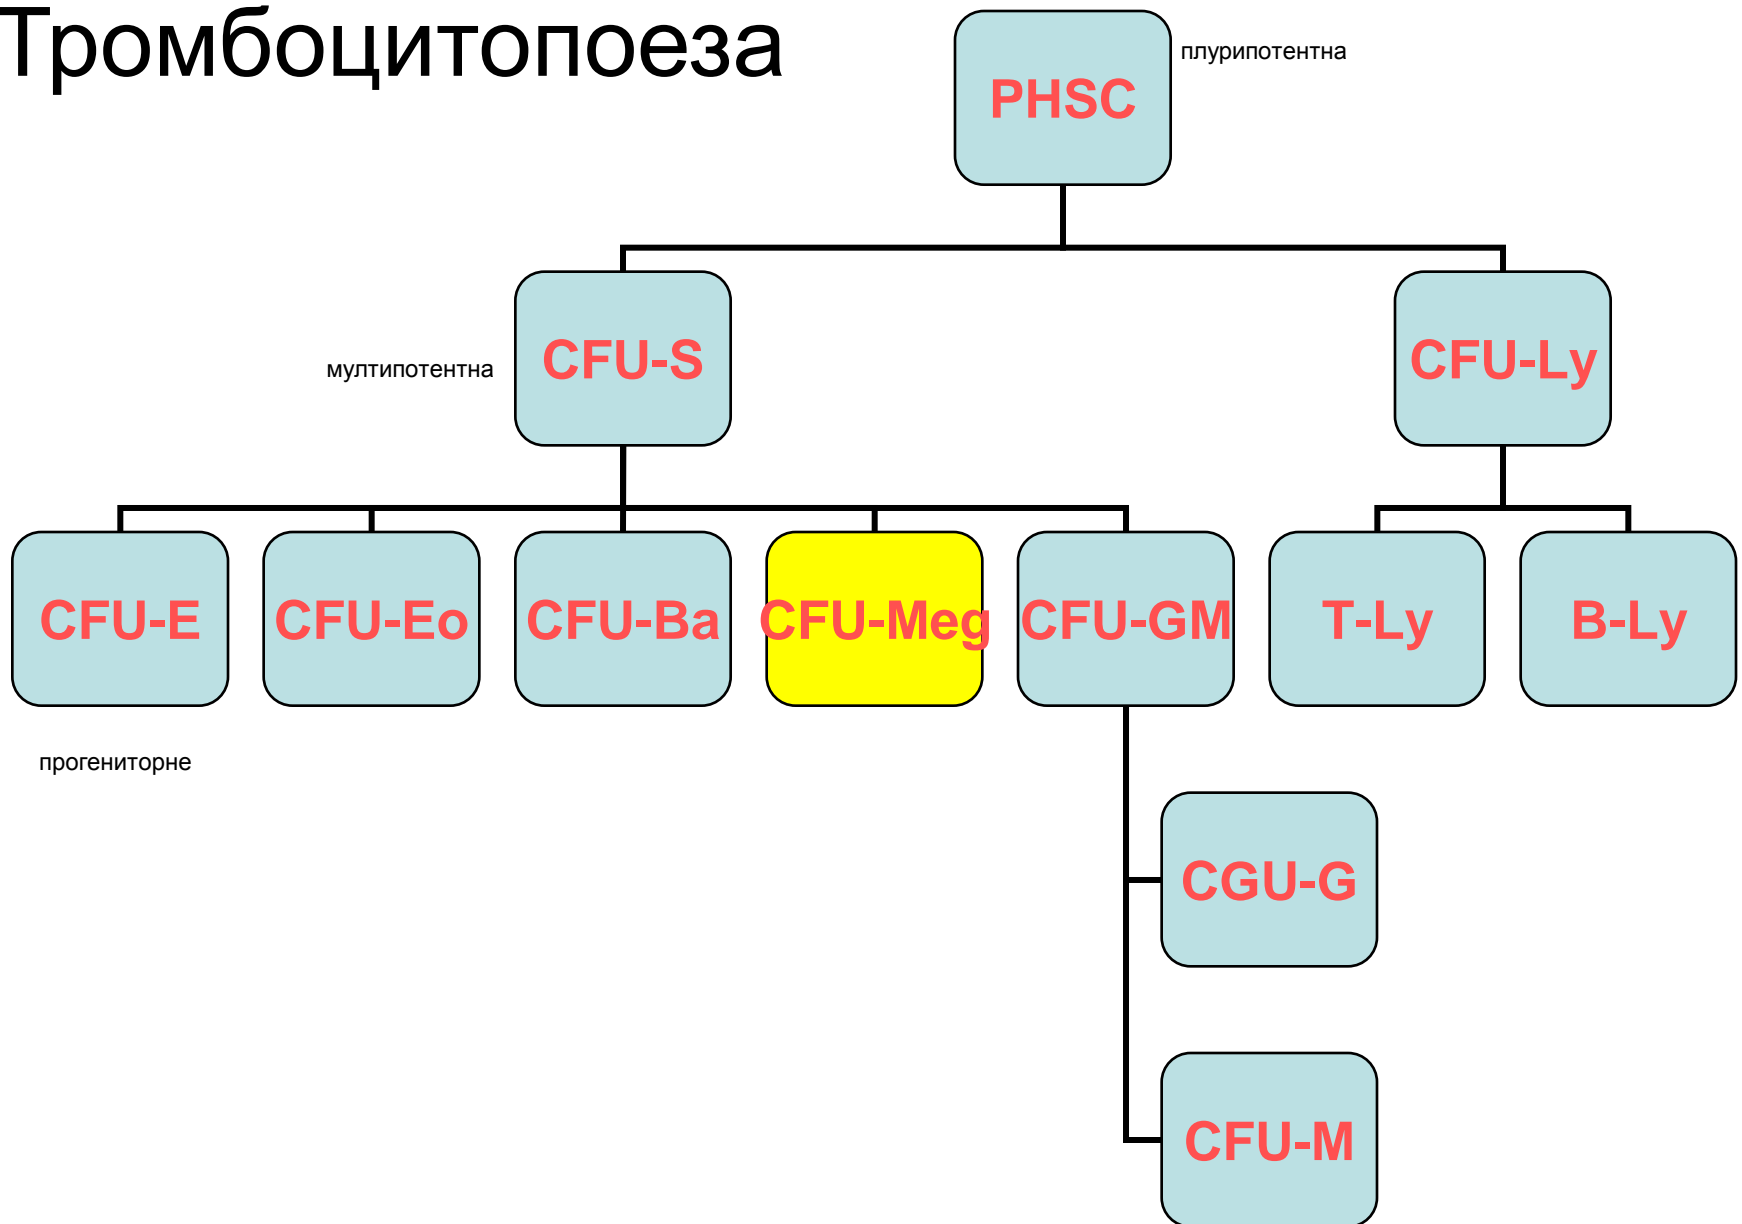 Тромбоцитопоеза
PHSC
плурипотентна
мултипотентна
CFU-S
CFU-Ly
CFU-E
CFU-Eo
CFU-Ba
CFU-Meg
CFU-GM
T-Ly
B-Ly
прогениторне
CGU-G
CFU-M